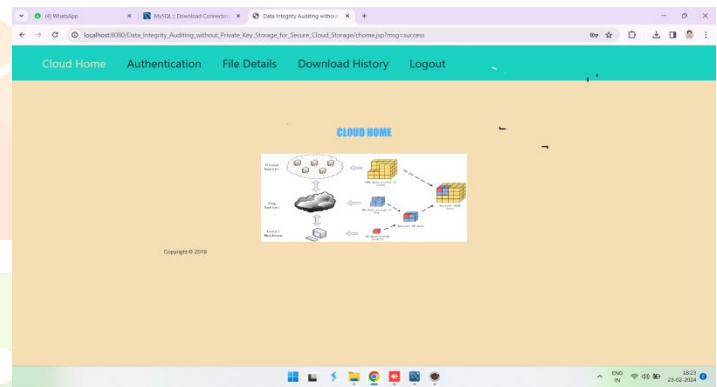 (4) WhatsApp
MySQL :: Download Connector
Data Integrity Auditing withou
localhost:8080/Data_Integrity_Auditing_without_Private_Key_Storage_for_Secure_Cloud_Storage/chome.jsp?msg=success
Cloud Home Authentication File Details Download History Logout
CLOUD HOME
Cloud
Server
Fog
Server
Local
Machine
Copyright © 2019
ENG
IN
18:23
23-02-2024